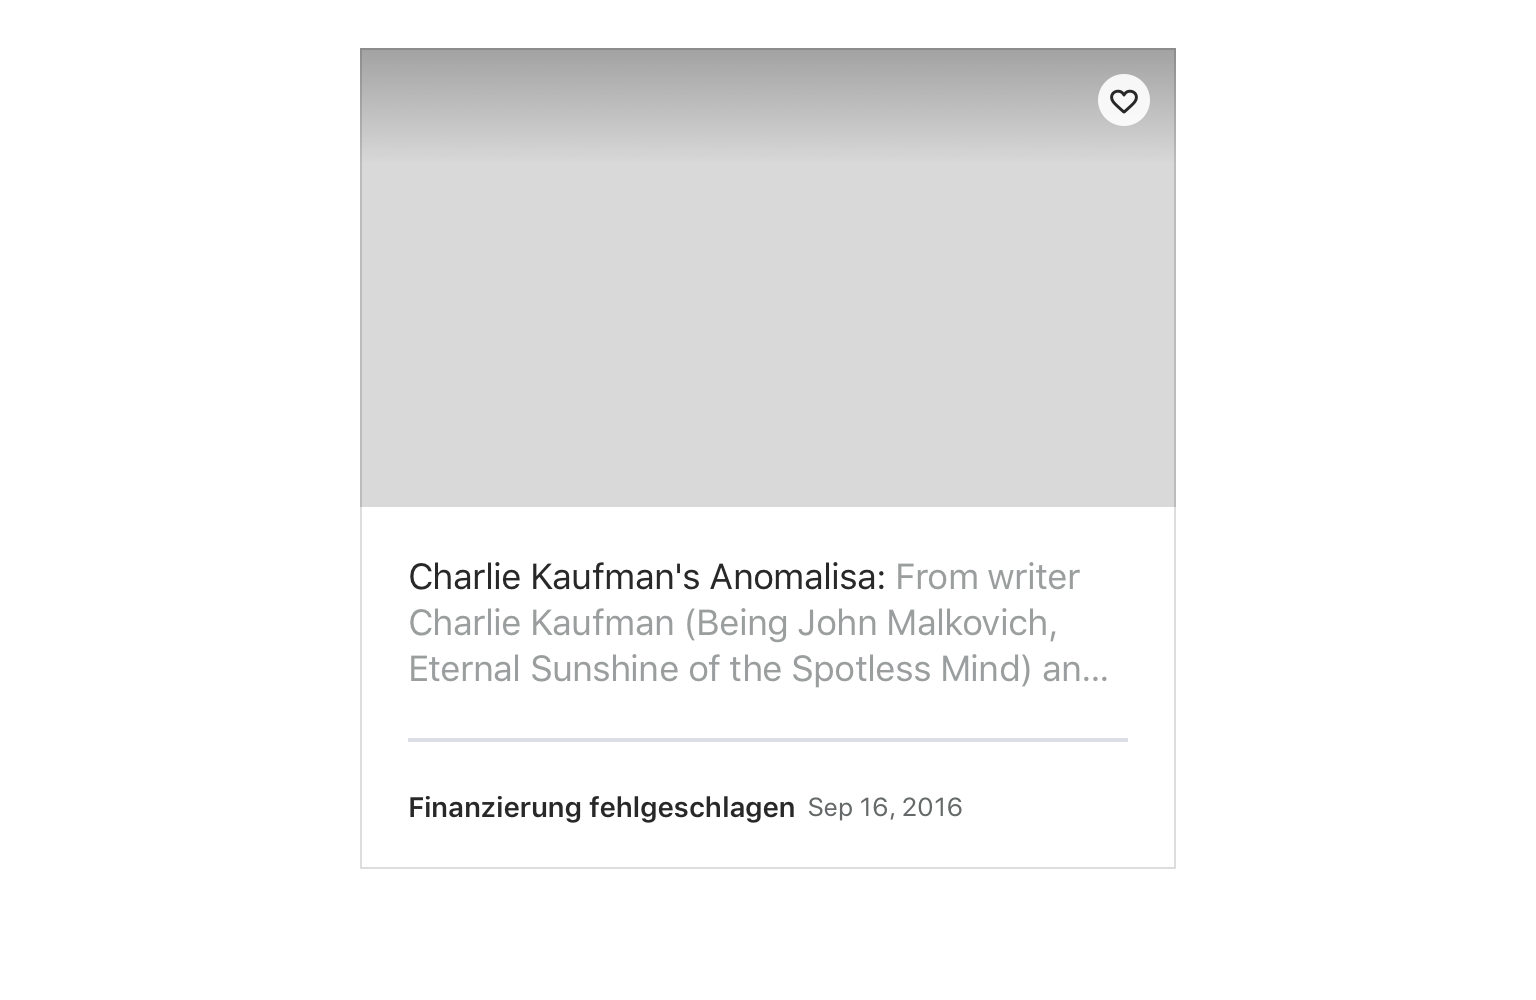 Charlie Kaufman's Anomalisa: From writer
Charlie Kaufman (Being John Malkovich,
Eternal Sunshine of the Spotless Mind) an...
Finanzierung fehlgeschlagen Sep 16, 2016